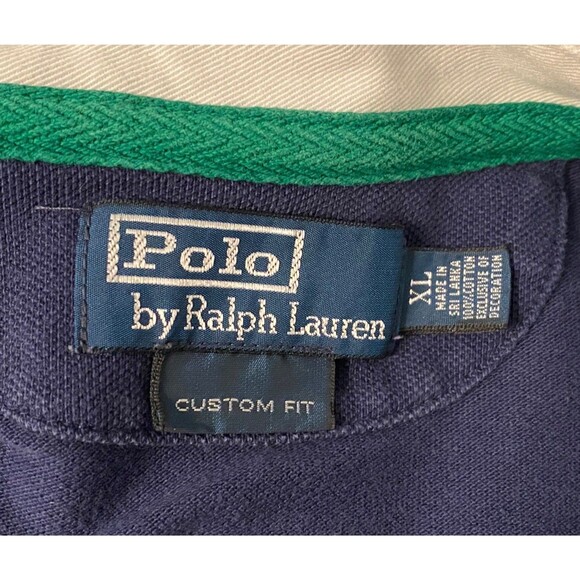 Polo
by Ralph Lauren
CUSTOM FIT
XL
MADE IN
SRI LANKA
100%COTTON
EXCLUSIVE OF
DECORATION